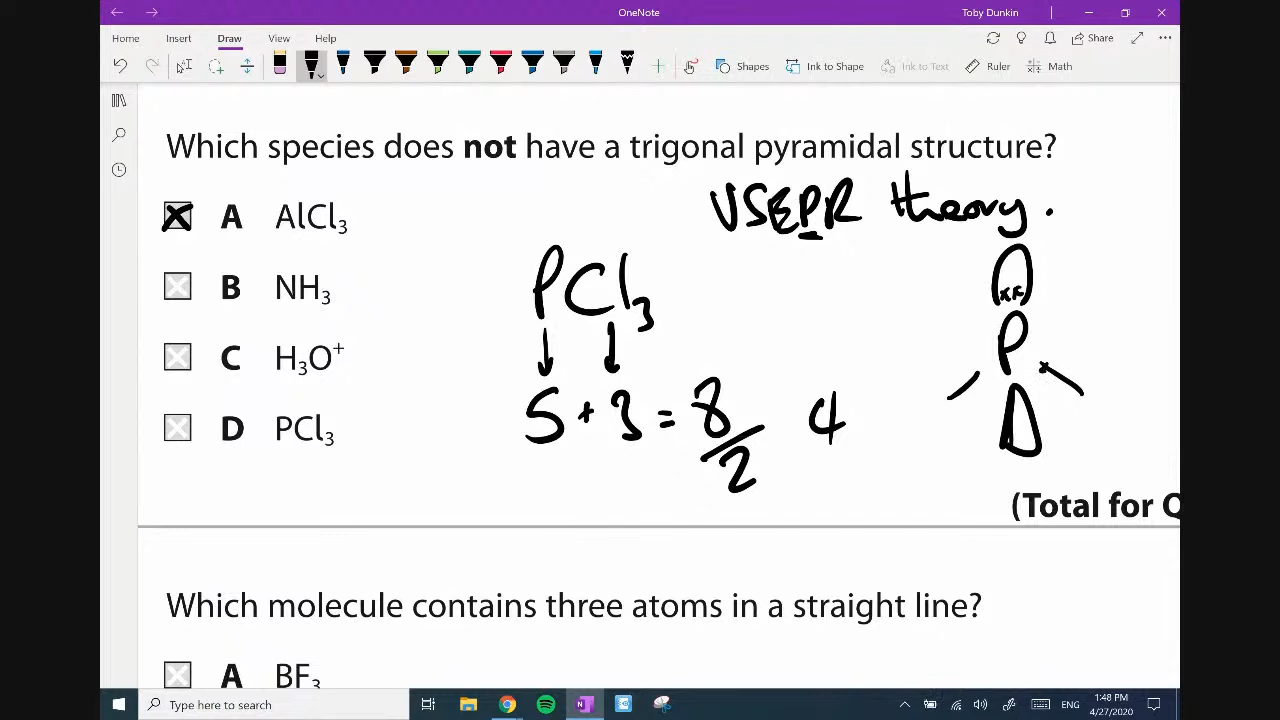 OneNote
Toby Dunkin
Home Insert Draw View Help
Share
Shapes Ink to Shape Ink to Text Ruler Math
Which species does not have a trigonal pyramidal structure?
VSEPR theory.
A AlCl₃
B NH₃
C H₃O⁺
D PCl₃
PCl₃
5 + 3 = 8/2 4
P
(Total for Q
Which molecule contains three atoms in a straight line?
A BF₃
Type here to search
ENG
1:48 PM
4/27/2020